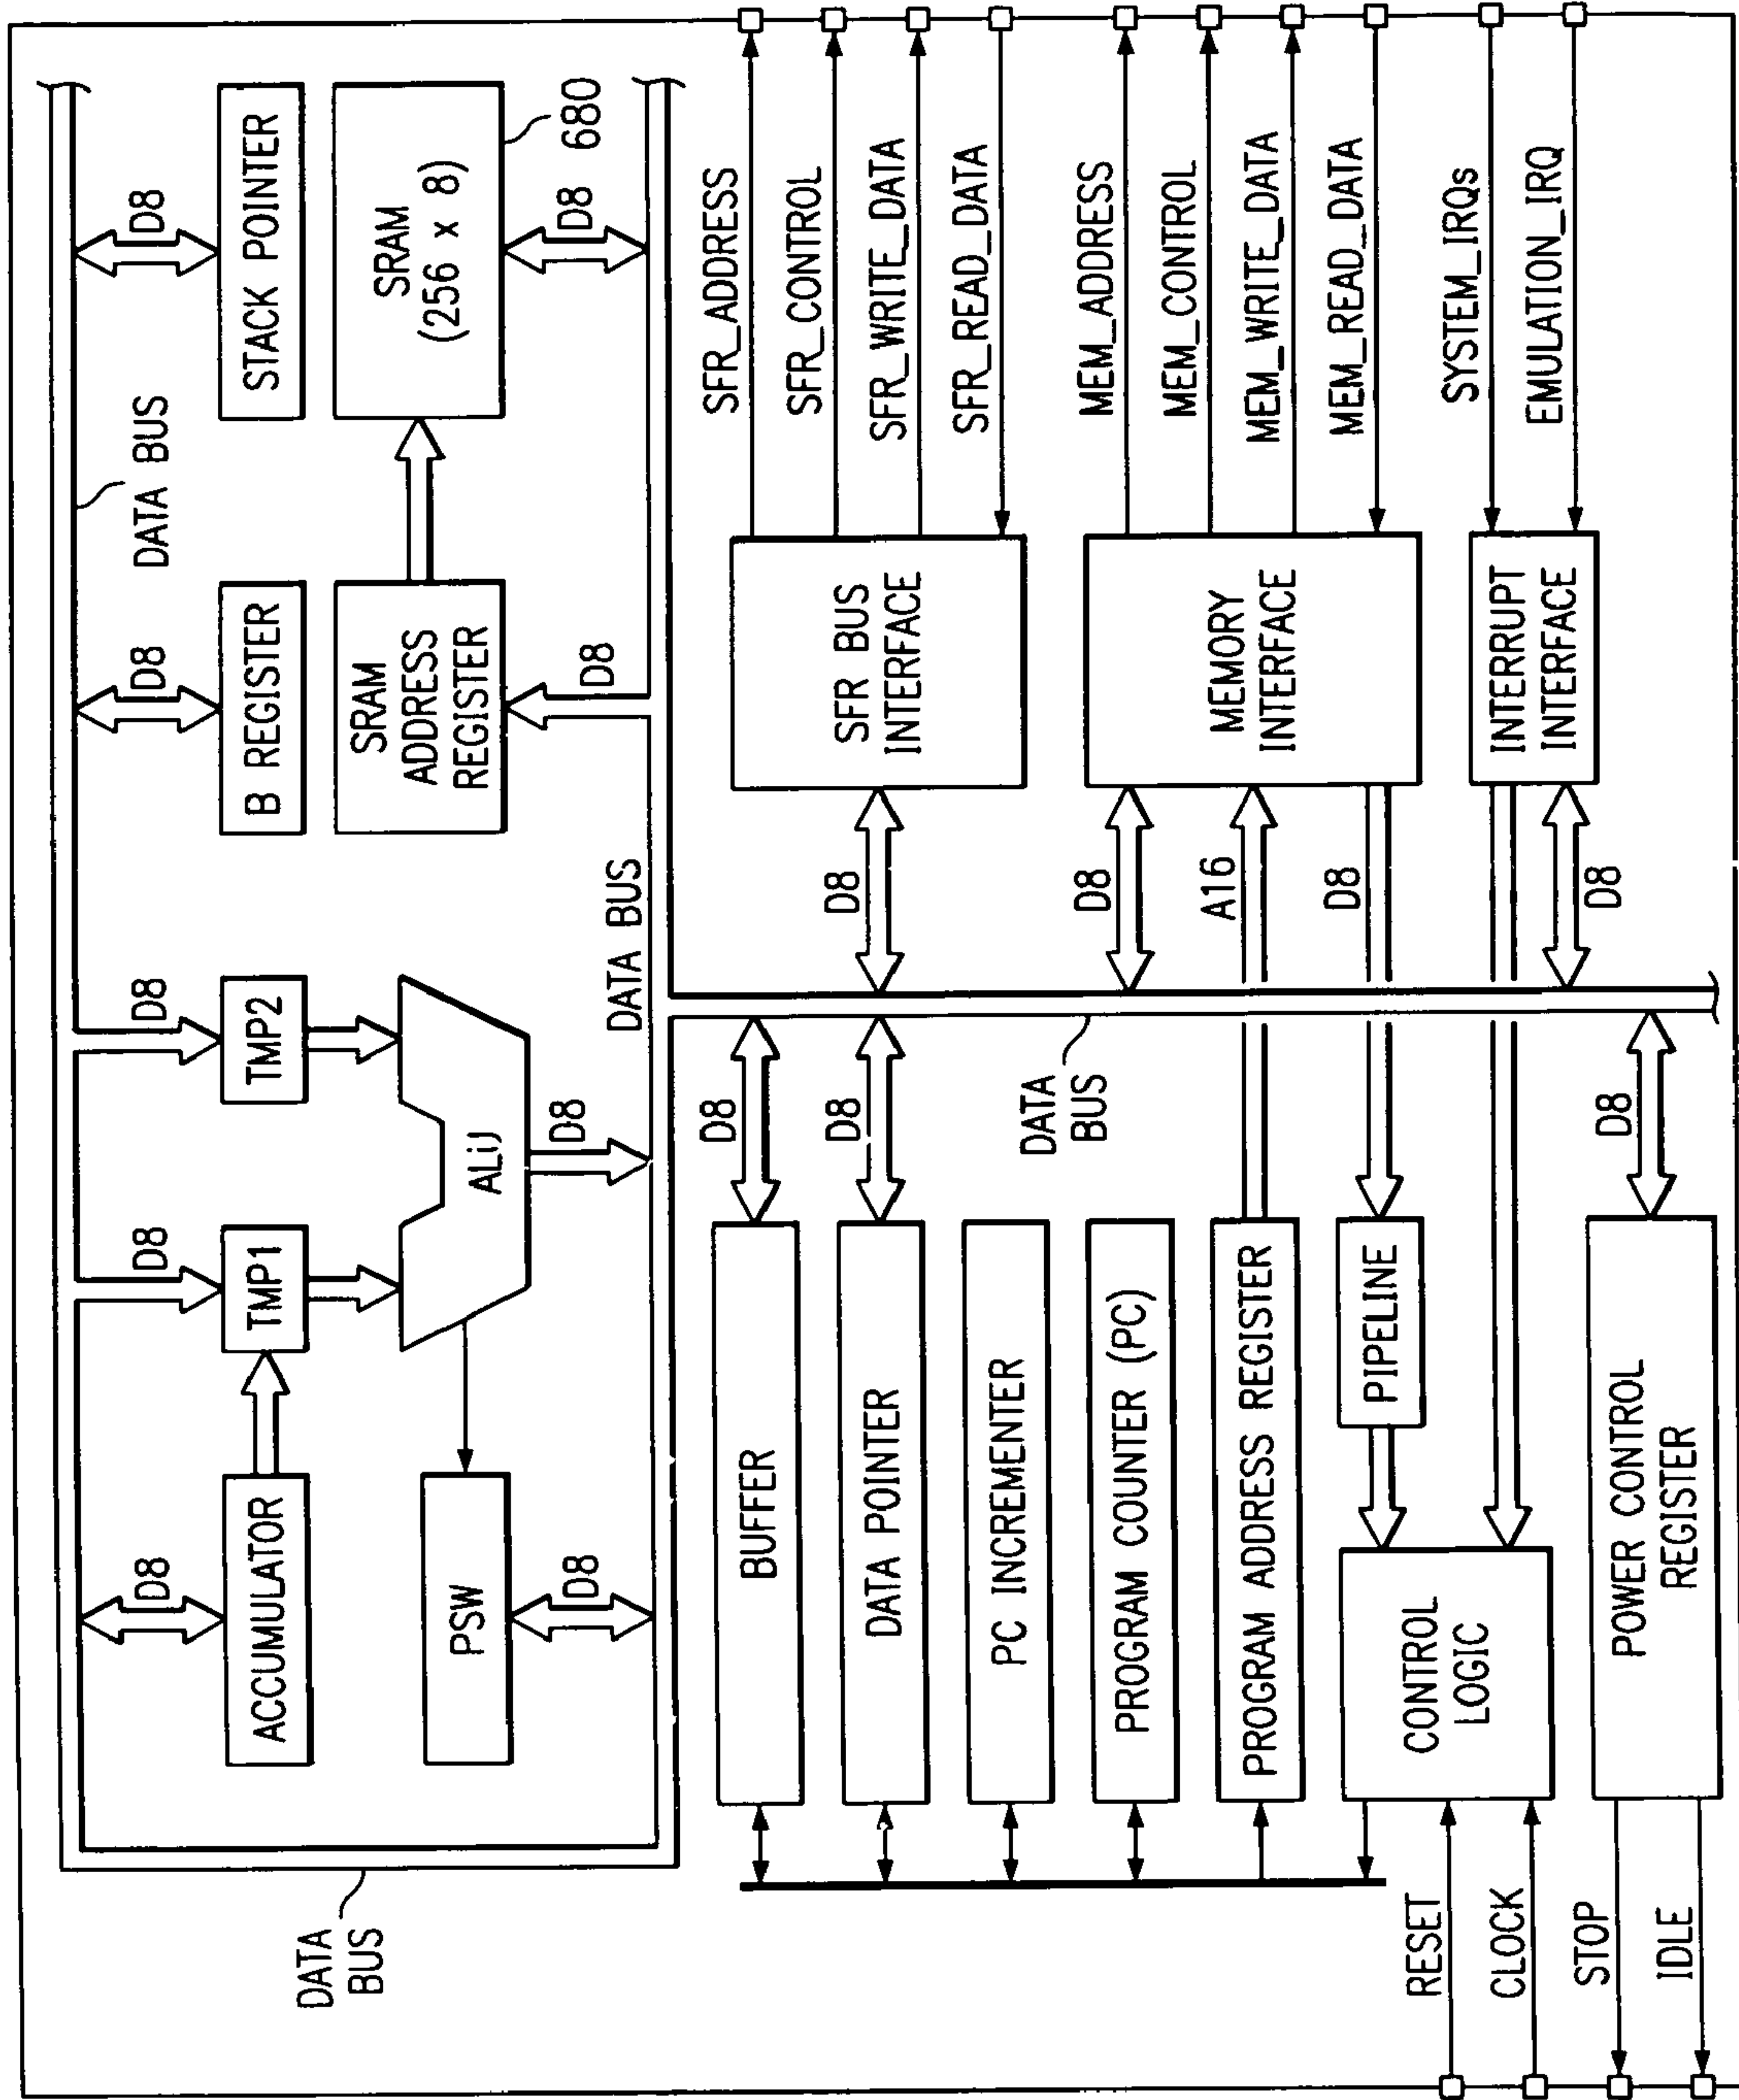 DATA BUS
D8
D8
D8
D8
D8
ACCUMULATOR
TMP1
TMP2
B REGISTER
STACK POINTER
PSW
ALU
SRAM
ADDRESS
REGISTER
SRAM
(256 x 8)
680
D8
D8
D8
D8
DATA BUS
DATA
BUS
BUFFER
D8
DATA POINTER
D8
PC INCREMENTER
PROGRAM COUNTER (PC)
PROGRAM ADDRESS REGISTER
PIPELINE
CONTROL
LOGIC
POWER CONTROL
REGISTER
D8
DATA
BUS
D8
SFR BUS
INTERFACE
SFR_ADDRESS
SFR_CONTROL
SFR_WRITE_DATA
SFR_READ_DATA
D8
A16
D8
MEMORY
INTERFACE
MEM_ADDRESS
MEM_CONTROL
MEM_WRITE_DATA
MEM_READ_DATA
D8
INTERRUPT
INTERFACE
SYSTEM_IRQs
EMULATION_IRQ
RESET
CLOCK
STOP
IDLE